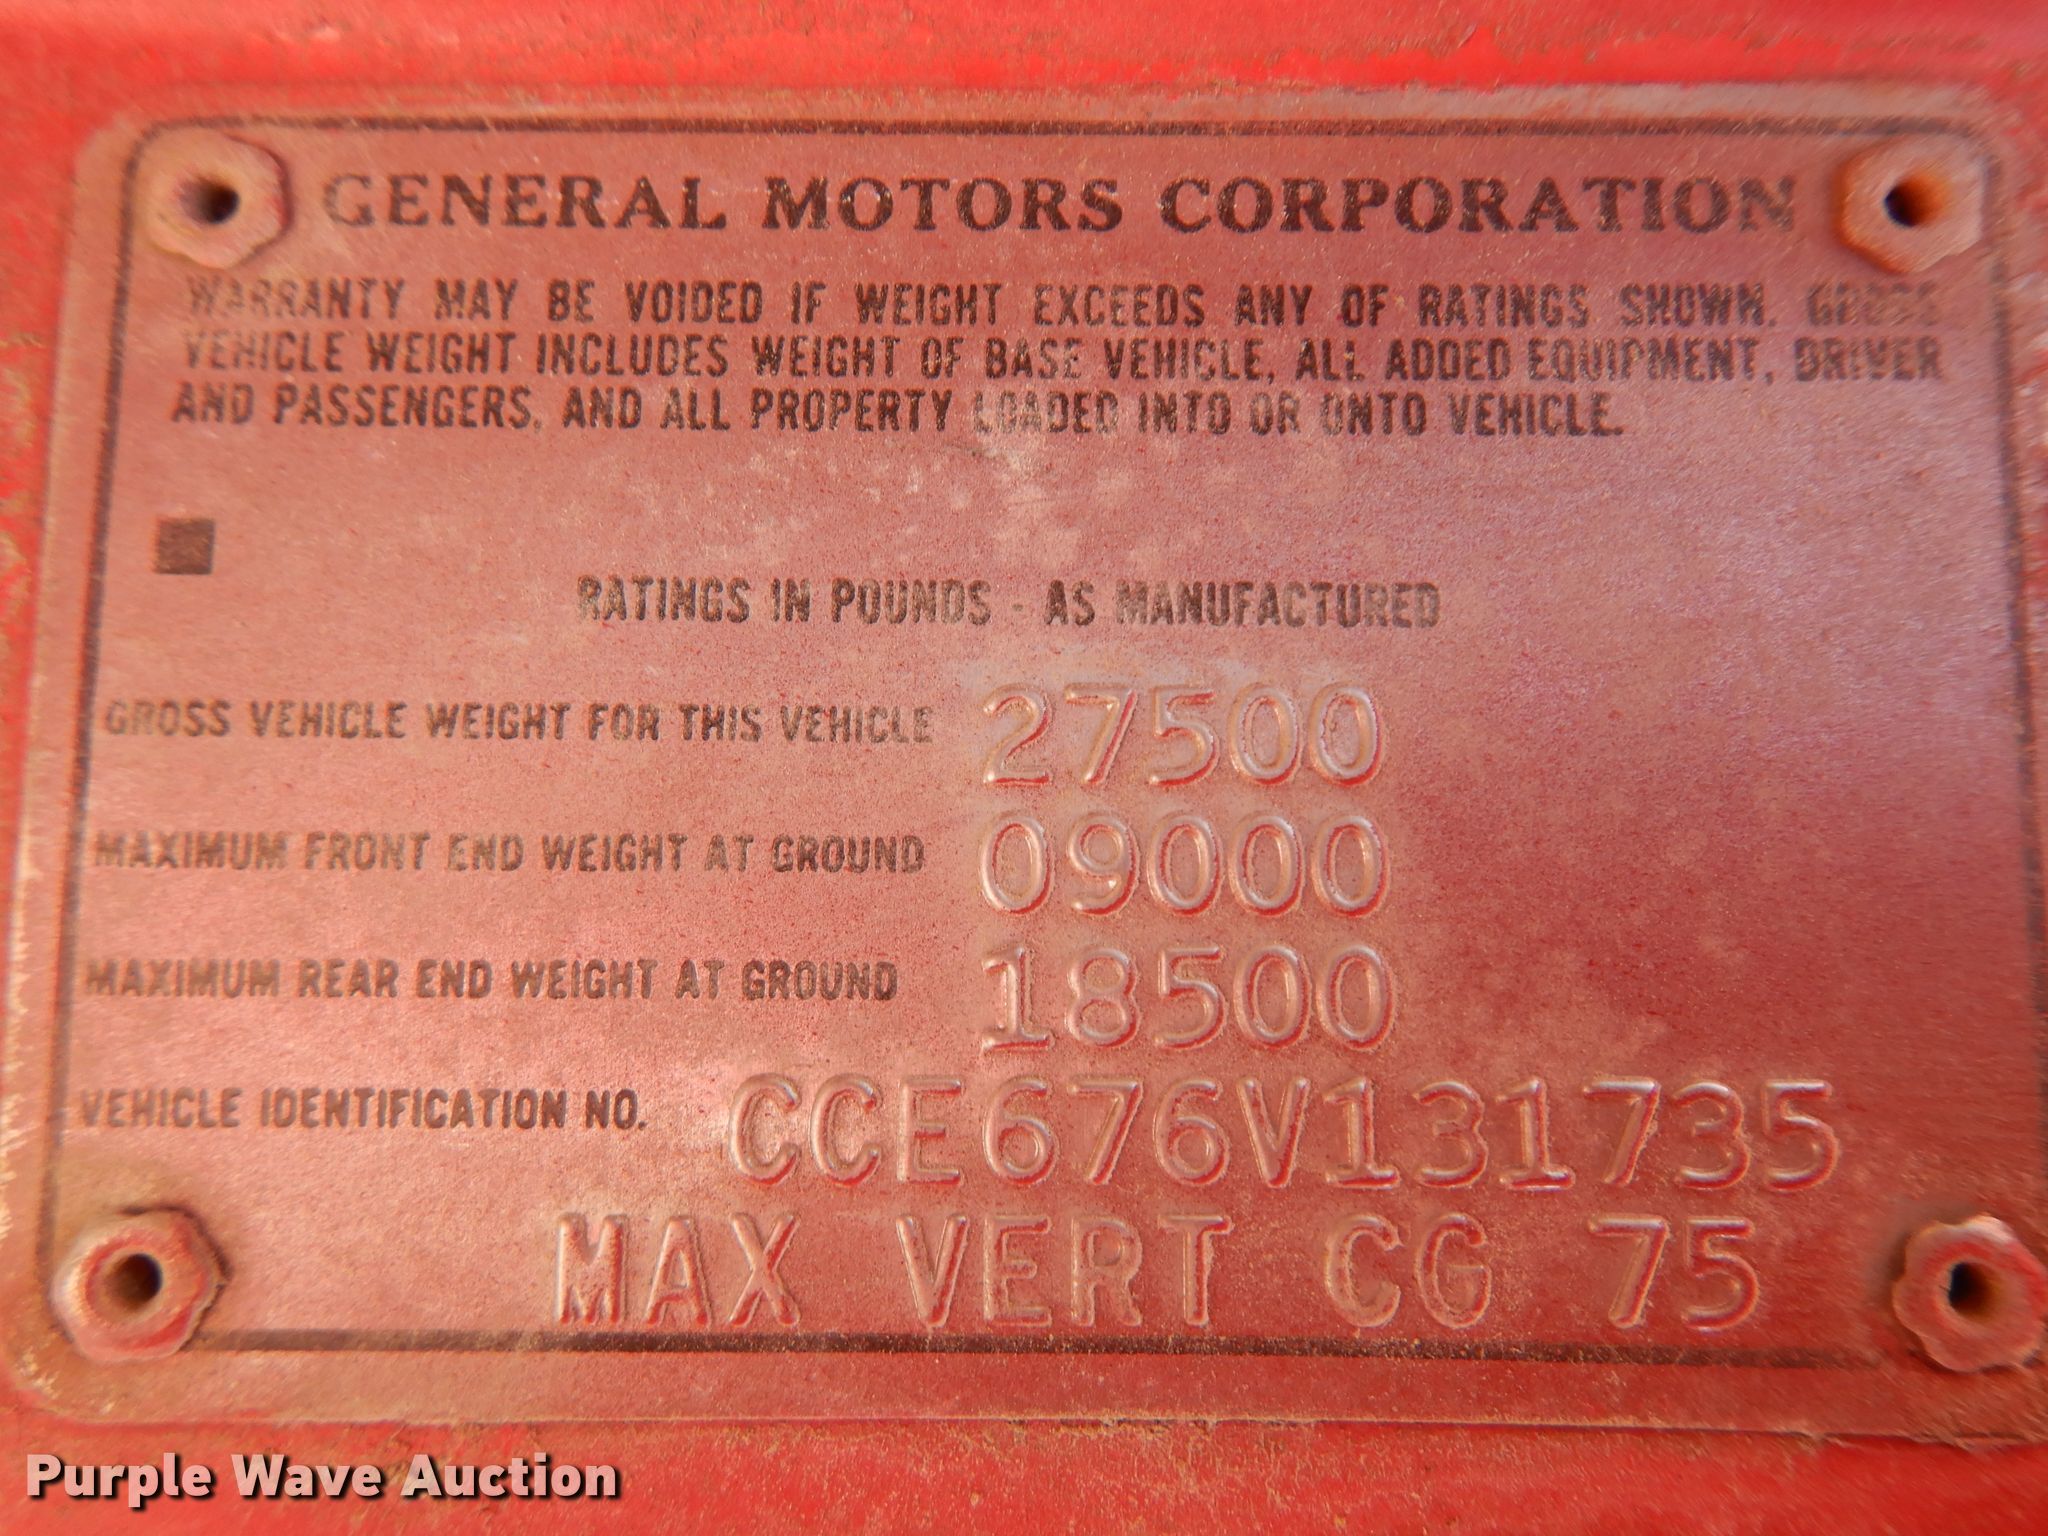 GENERAL MOTORS CORPORATION
WARRANTY MAY BE VOIDED IF WEIGHT EXCEEDS ANY OF RATINGS SHOWN. GROSS
VEHICLE WEIGHT INCLUDES WEIGHT OF BASE VEHICLE, ALL ADDED EQUIPMENT, DRIVER
AND PASSENGERS, AND ALL PROPERTY LOADED INTO OR ONTO VEHICLE.
RATINGS IN POUNDS - AS MANUFACTURED
GROSS VEHICLE WEIGHT FOR THIS VEHICLE 27500
MAXIMUM FRONT END WEIGHT AT GROUND 09000
MAXIMUM REAR END WEIGHT AT GROUND 18500
VEHICLE IDENTIFICATION NO. CCE676V131735
MAX VERT CG 75
Purple Wave Auction